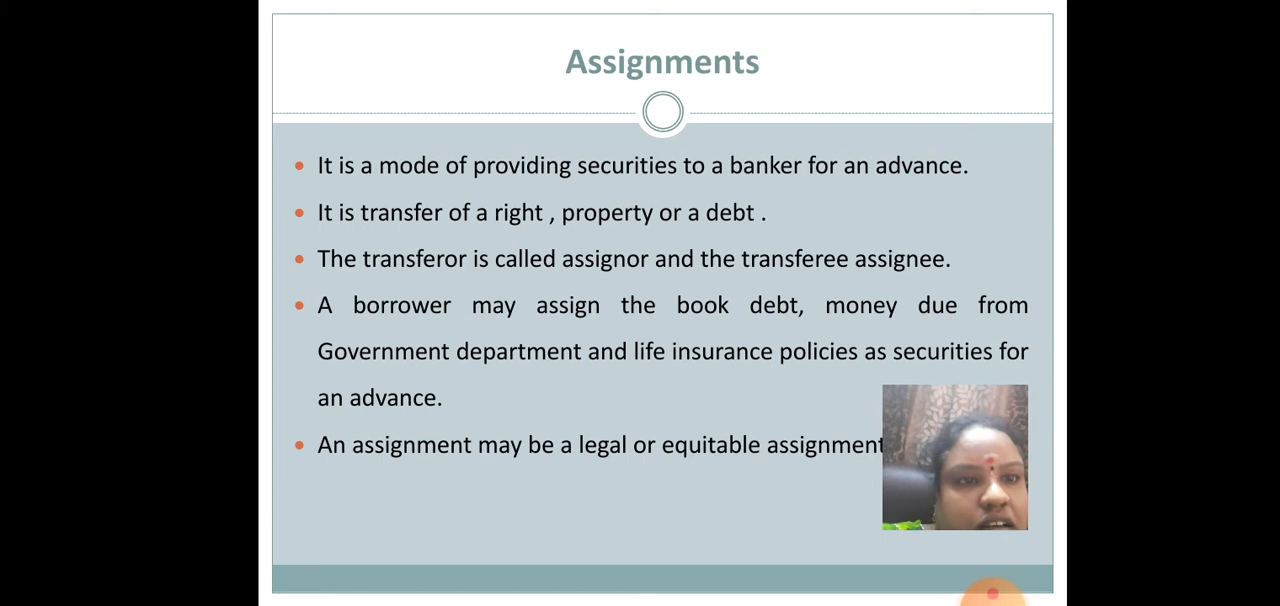 Assignments
It is a mode of providing securities to a banker for an advance.
It is transfer of a right , property or a debt .
The transferor is called assignor and the transferee assignee.
A borrower may assign the book debt, money due from
Government department and life insurance policies as securities for
an advance.
An assignment may be a legal or equitable assignment